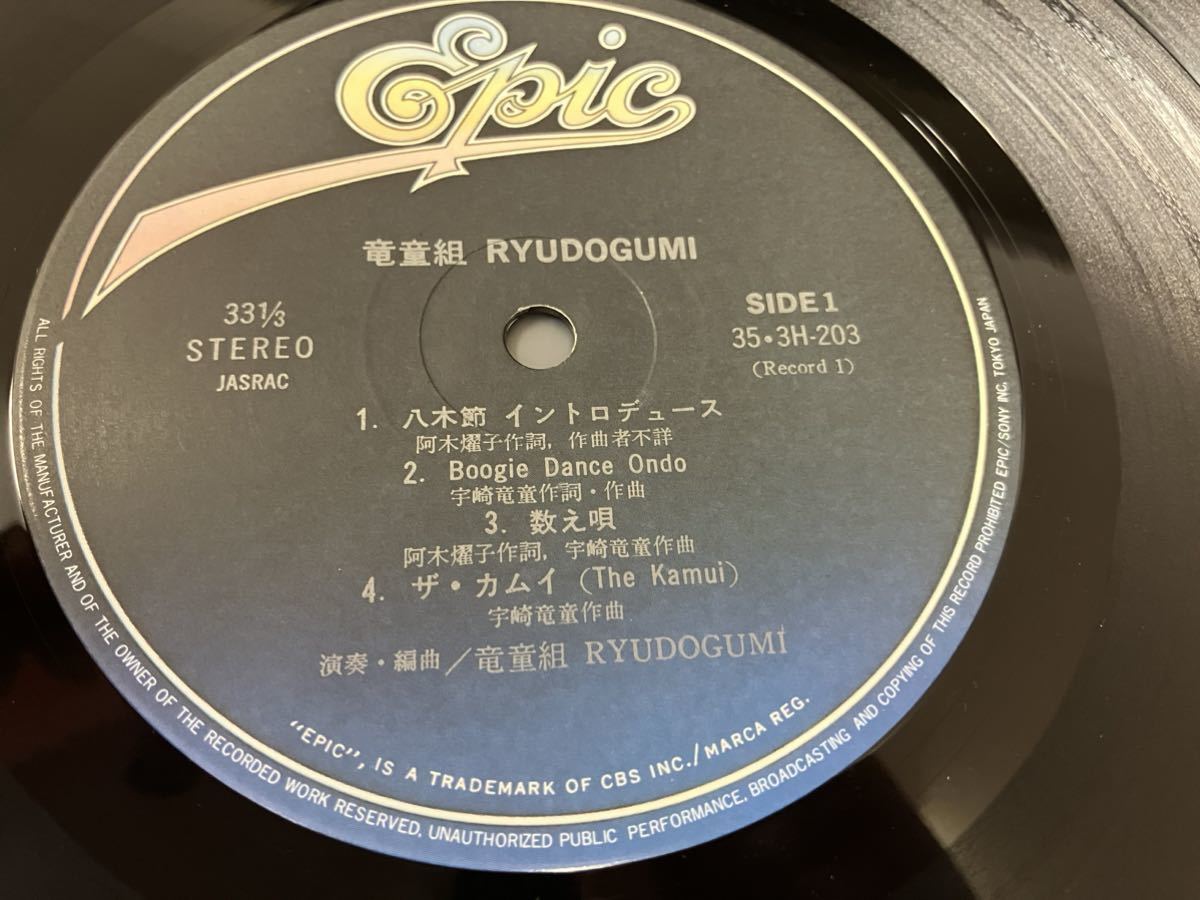 Epic
竜童組 RYUDOGUMI
33⅓
STEREO
JASRAC
SIDE 1
35・3H-203
(Record 1)
1. 八木節 イントロデュース
阿木燿子作詞, 作曲者不詳
2. Boogie Dance Ondo
宇崎竜童作詞・作曲
3. 数え唄
阿木燿子作詞, 宇崎竜童作曲
4. ザ・カムイ (The Kamui)
宇崎竜童作曲
演奏・編曲/竜童組 RYUDOGUMI
"EPIC", IS A TRADEMARK OF CBS INC./MARCA REG.
ALL RIGHTS OF THE MANUFACTURER AND OF THE OWNER OF THE RECORDED WORK RESERVED. UNAUTHORIZED PUBLIC PERFORMANCE, BROADCASTING AND COPYING OF THIS RECORD PROHIBITED EPIC/SONY INC. TOKYO JAPAN